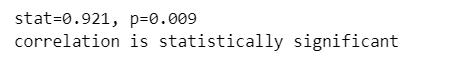 stat=0.921, p=0.009
correlation is statistically significant